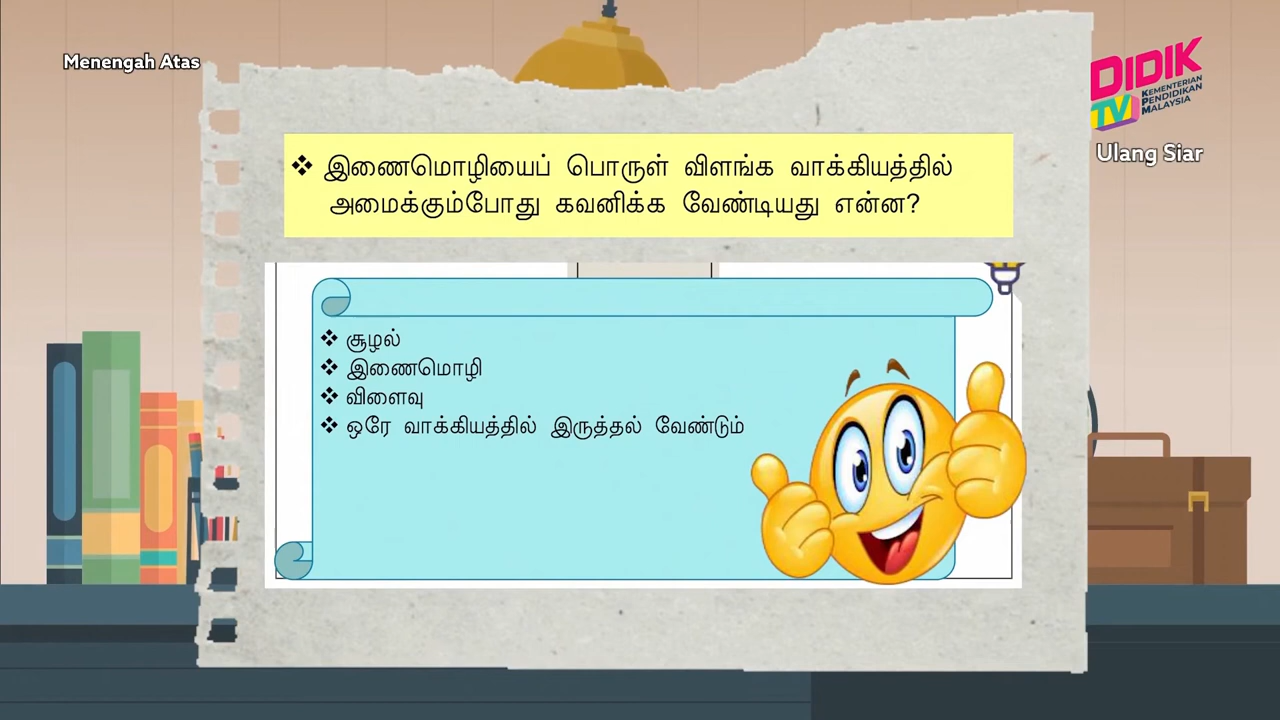 Menengah Atas
DIDIK
TV
KEMENTERIAN
PENDIDIKAN
MALAYSIA
Ulang Siar
❖ இணைமொழியைப் பொருள் விளங்க வாக்கியத்தில்
அமைக்கும்போது கவனிக்க வேண்டியது என்ன?
❖ சூழல்
❖ இணைமொழி
❖ விளைவு
❖ ஒரே வாக்கியத்தில் இருத்தல் வேண்டும்